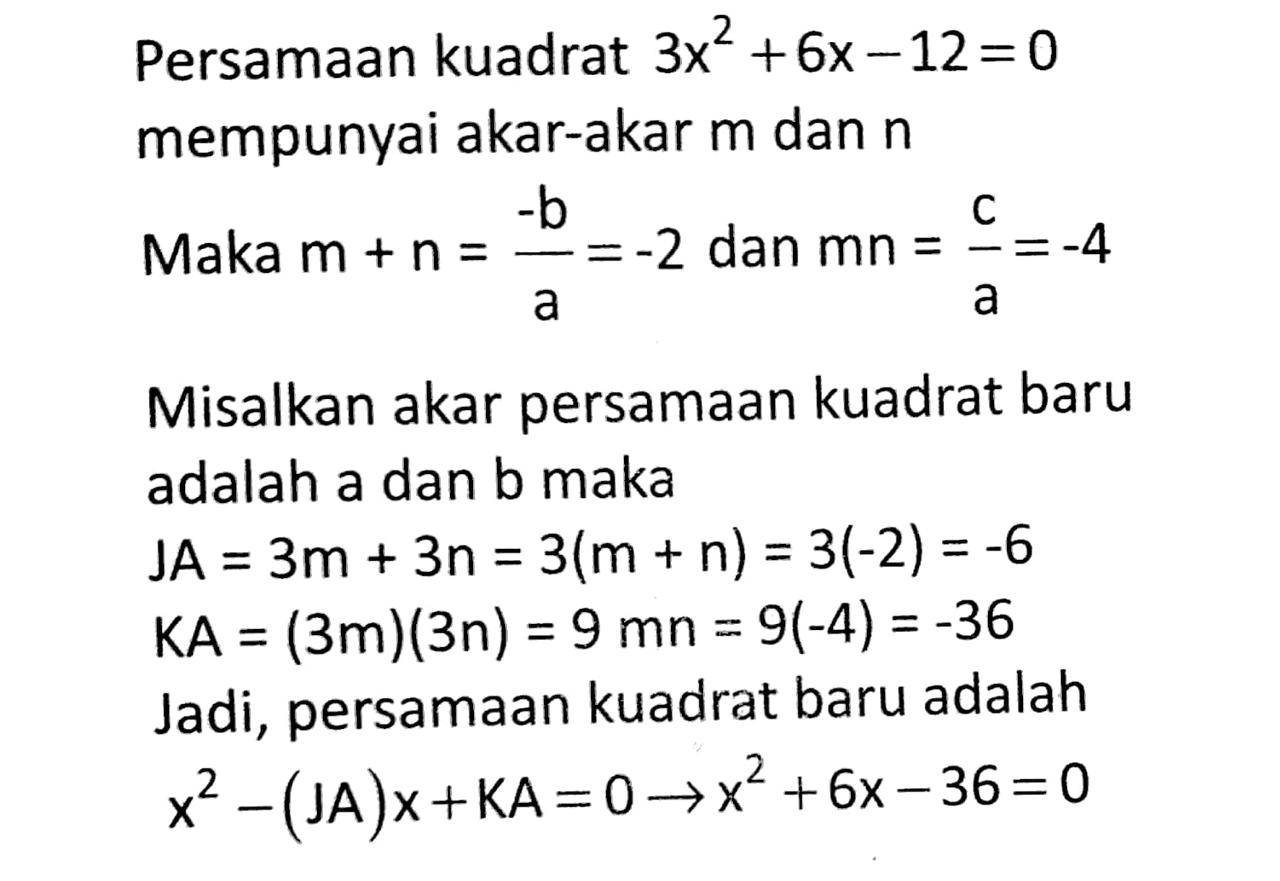 Persamaan kuadrat 3x² + 6x − 12 = 0
mempunyai akar-akar m dan n
Maka m + n = -b/a = -2 dan mn = c/a = -4
Misalkan akar persamaan kuadrat baru
adalah a dan b maka
JA = 3m + 3n = 3(m + n) = 3(-2) = -6
KA = (3m)(3n) = 9 mn = 9(-4) = -36
Jadi, persamaan kuadrat baru adalah
x² − (JA)x + KA = 0 → x² + 6x − 36 = 0